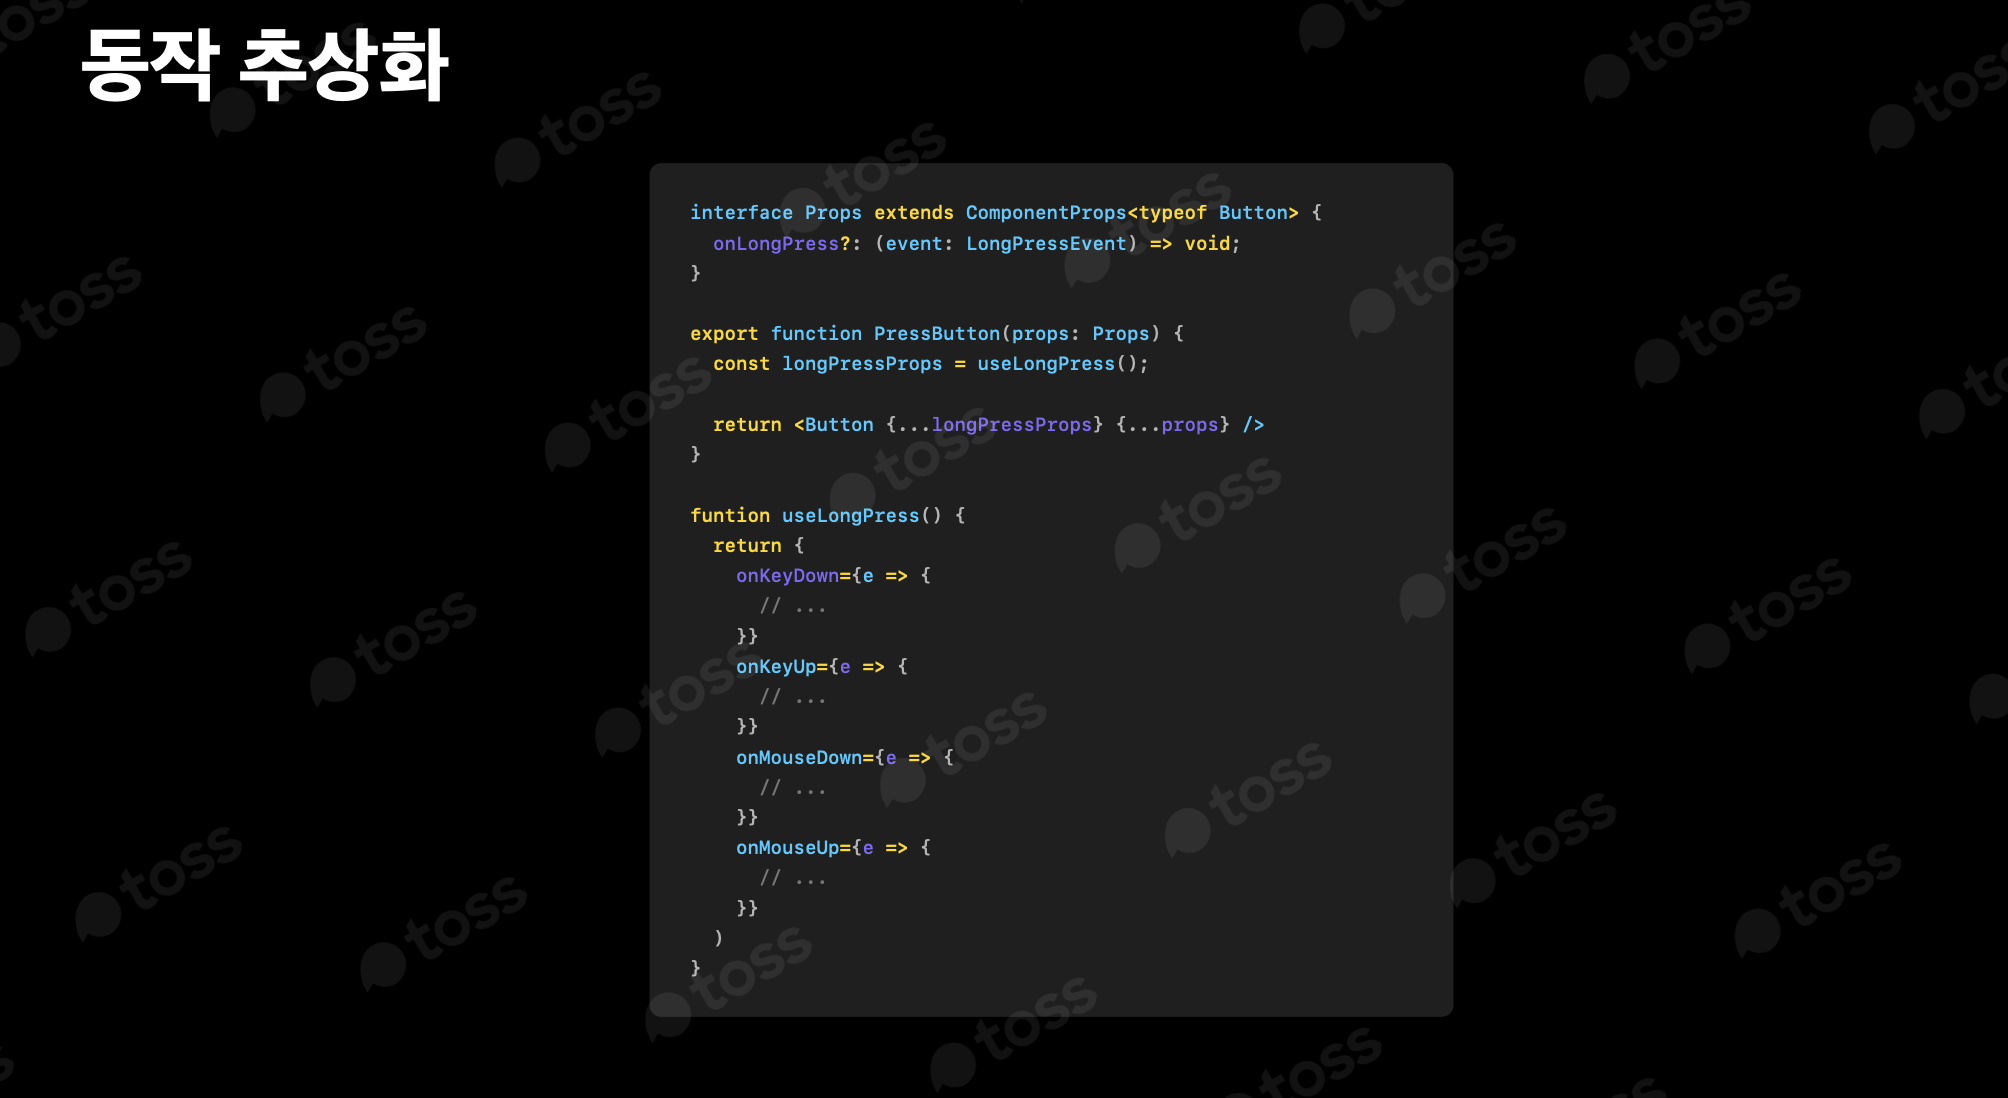 동작 추상화
interface Props extends ComponentProps<typeof Button> {
  onLongPress?: (event: LongPressEvent) => void;
}
export function PressButton(props: Props) {
  const longPressProps = useLongPress();
  return <Button {...longPressProps} {...props} />
}
funtion useLongPress() {
  return {
    onKeyDown={e => {
      // ...
    }}
    onKeyUp={e => {
      // ...
    }}
    onMouseDown={e => {
      // ...
    }}
    onMouseUp={e => {
      // ...
    }}
  )
}
toss